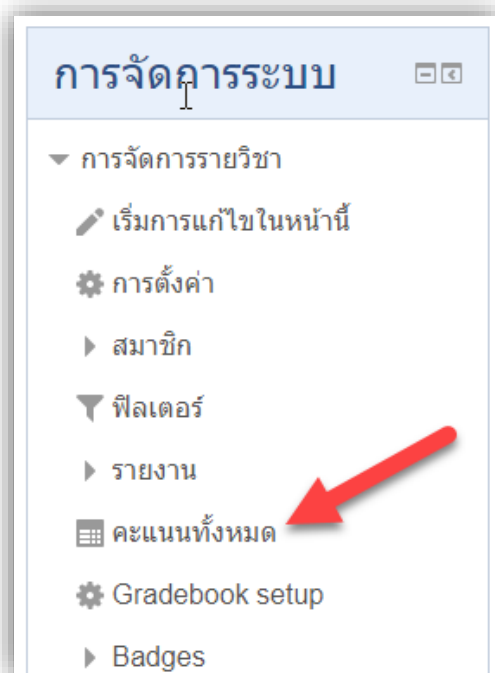 การจัดการระบบ
การจัดการรายวิชา
เริ่มการแก้ไขในหน้านี้
การตั้งค่า
สมาชิก
ฟิลเตอร์
รายงาน
คะแนนทั้งหมด
Gradebook setup
Badges